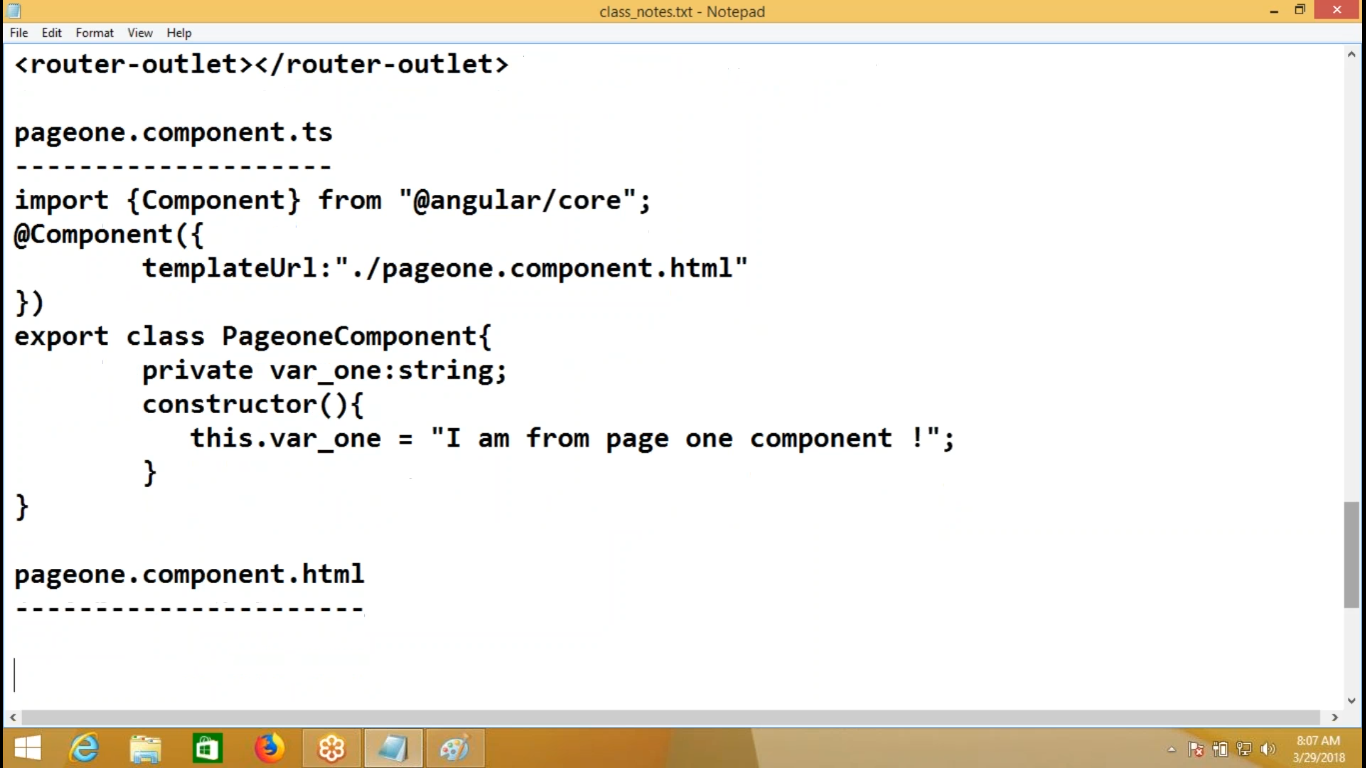 class_notes.txt - Notepad
File Edit Format View Help
<router-outlet></router-outlet>
pageone.component.ts
--------------------
import {Component} from "@angular/core";
@Component({
templateUrl:"./pageone.component.html"
})
export class PageoneComponent{
private var_one:string;
constructor(){
this.var_one = "I am from page one component !";
}
}
pageone.component.html
----------------------
8:07 AM
3/29/2018